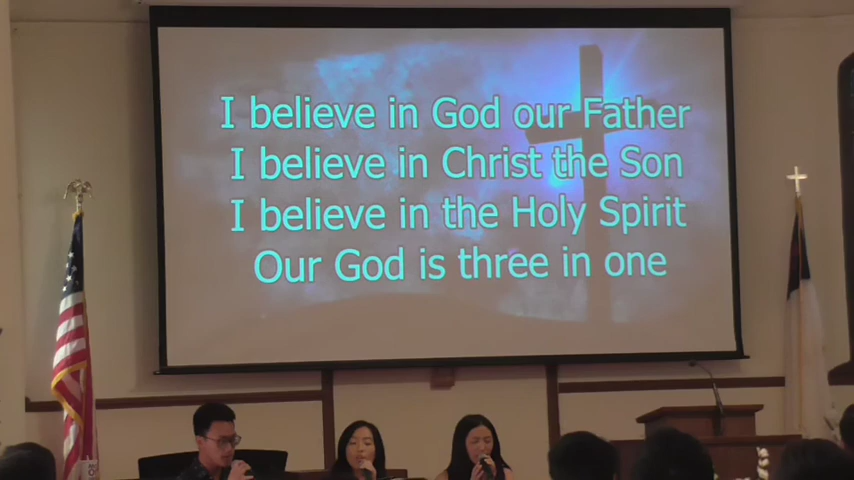 I believe in God our Father
I believe in Christ the Son
I believe in the Holy Spirit
Our God is three in one